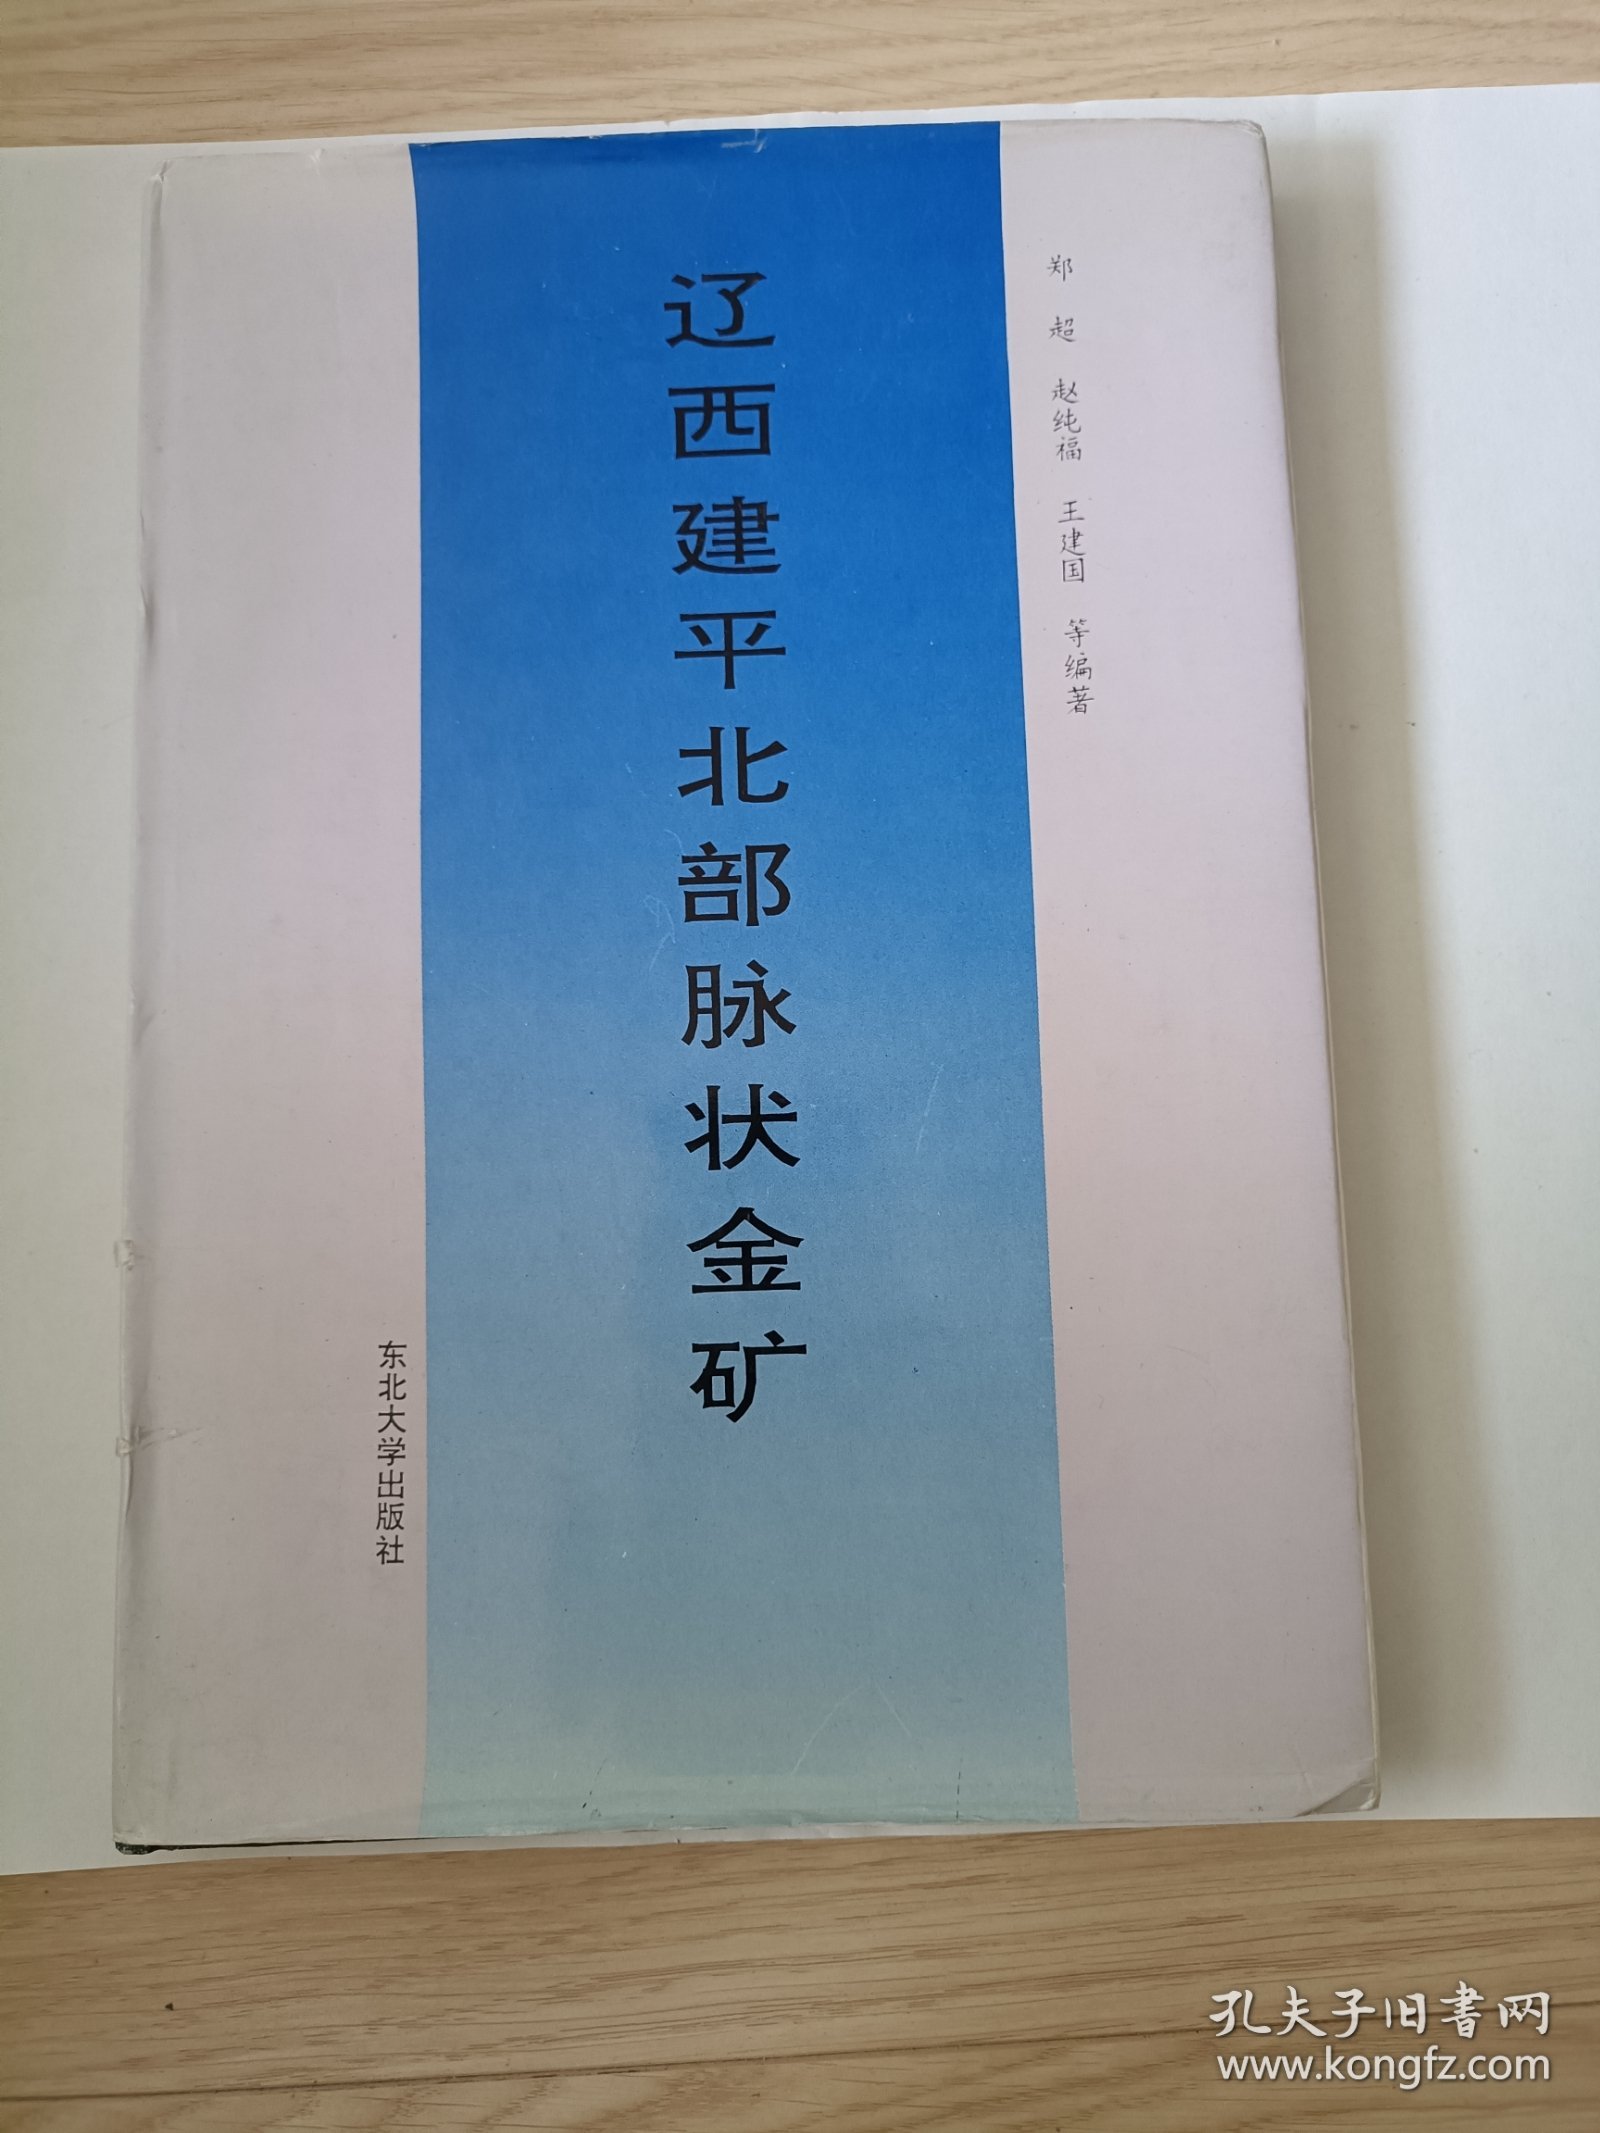 郑 超 赵纯福 王建国 等编著
辽西建平北部脉状金矿
东北大学出版社
孔夫子旧书网
www.kongfz.com